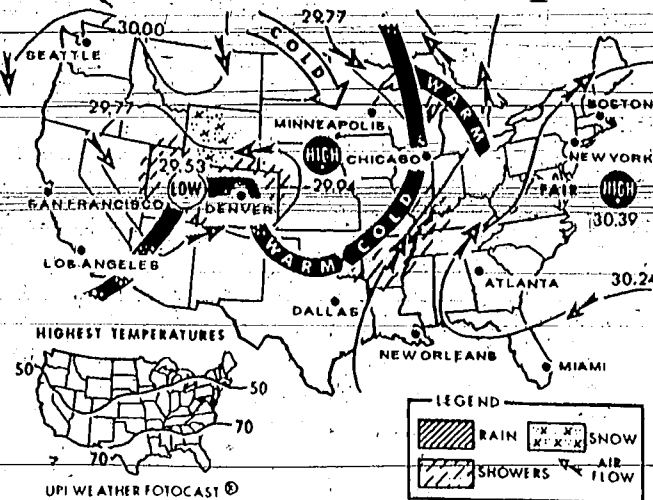 30.00
29.77
SEATTLE
COLD
29.77
WARM
BOSTON
MINNEAPOLIS
29.53
HIGH
CHICAGO
NEW YORK
LOW
29.94
FAIR
HIGH
SAN FRANCISCO
DENVER
30.39
WARM COLD
LOS ANGELES
ATLANTA
30.24
DALLAS
HIGHEST TEMPERATURES
NEW ORLEANS
MIAMI
50
50
70
70
LEGEND
RAIN
SNOW
SHOWERS
AIR FLOW
UPI WEATHER FOTOCAST ®